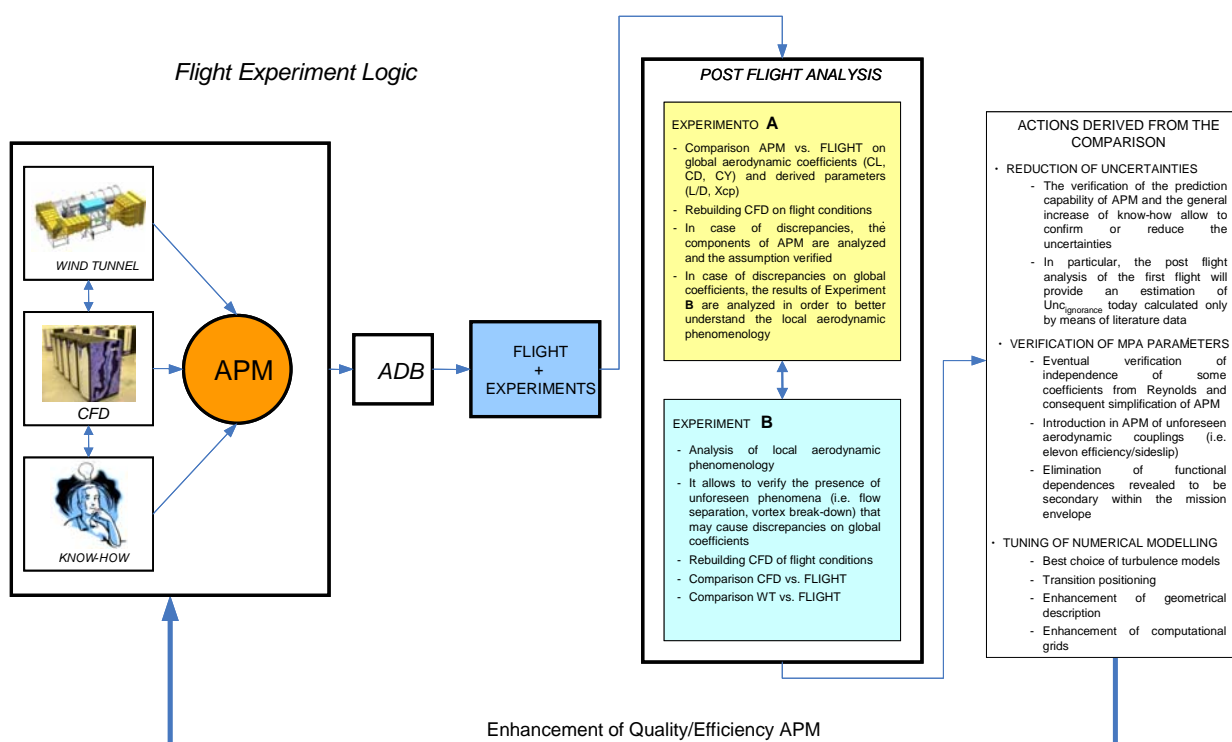 Flight Experiment Logic
WIND TUNNEL
CFD
KNOW-HOW
APM
ADB
FLIGHT
+
EXPERIMENTS
POST FLIGHT ANALYSIS
EXPERIMENTO A
- Comparison APM vs. FLIGHT on
global aerodynamic coefficients (CL,
CD, CY) and derived parameters
(L/D, Xcp)
- Rebuilding CFD on flight conditions
- In case of discrepancies, the
components of APM are analyzed
and the assumption verified
- In case of discrepancies on global
coefficients, the results of Experiment
B are analyzed in order to better
understand the local aerodynamic
phenomenology
EXPERIMENT B
- Analysis of local aerodynamic
phenomenology
- It allows to verify the presence of
unforeseen phenomena (i.e. flow
separation, vortex break-down) that
may cause discrepancies on global
coefficients
- Rebuilding CFD of flight conditions
- Comparison CFD vs. FLIGHT
- Comparison WT vs. FLIGHT
ACTIONS DERIVED FROM THE
COMPARISON
· REDUCTION OF UNCERTAINTIES
- The verification of the prediction
capability of APM and the general
increase of know-how allow to
confirm or reduce the
uncertainties
- In particular, the post flight
analysis of the first flight will
provide an estimation of
Unc_ignorance today calculated only
by means of literature data
· VERIFICATION OF MPA PARAMETERS
- Eventual verification of
independence of some
coefficients from Reynolds and
consequent simplification of APM
- Introduction in APM of unforeseen
aerodynamic couplings (i.e.
elevon efficiency/sideslip)
- Elimination of functional
dependences revealed to be
secondary within the mission
envelope
· TUNING OF NUMERICAL MODELLING
- Best choice of turbulence models
- Transition positioning
- Enhancement of geometrical
description
- Enhancement of computational
grids
Enhancement of Quality/Efficiency APM